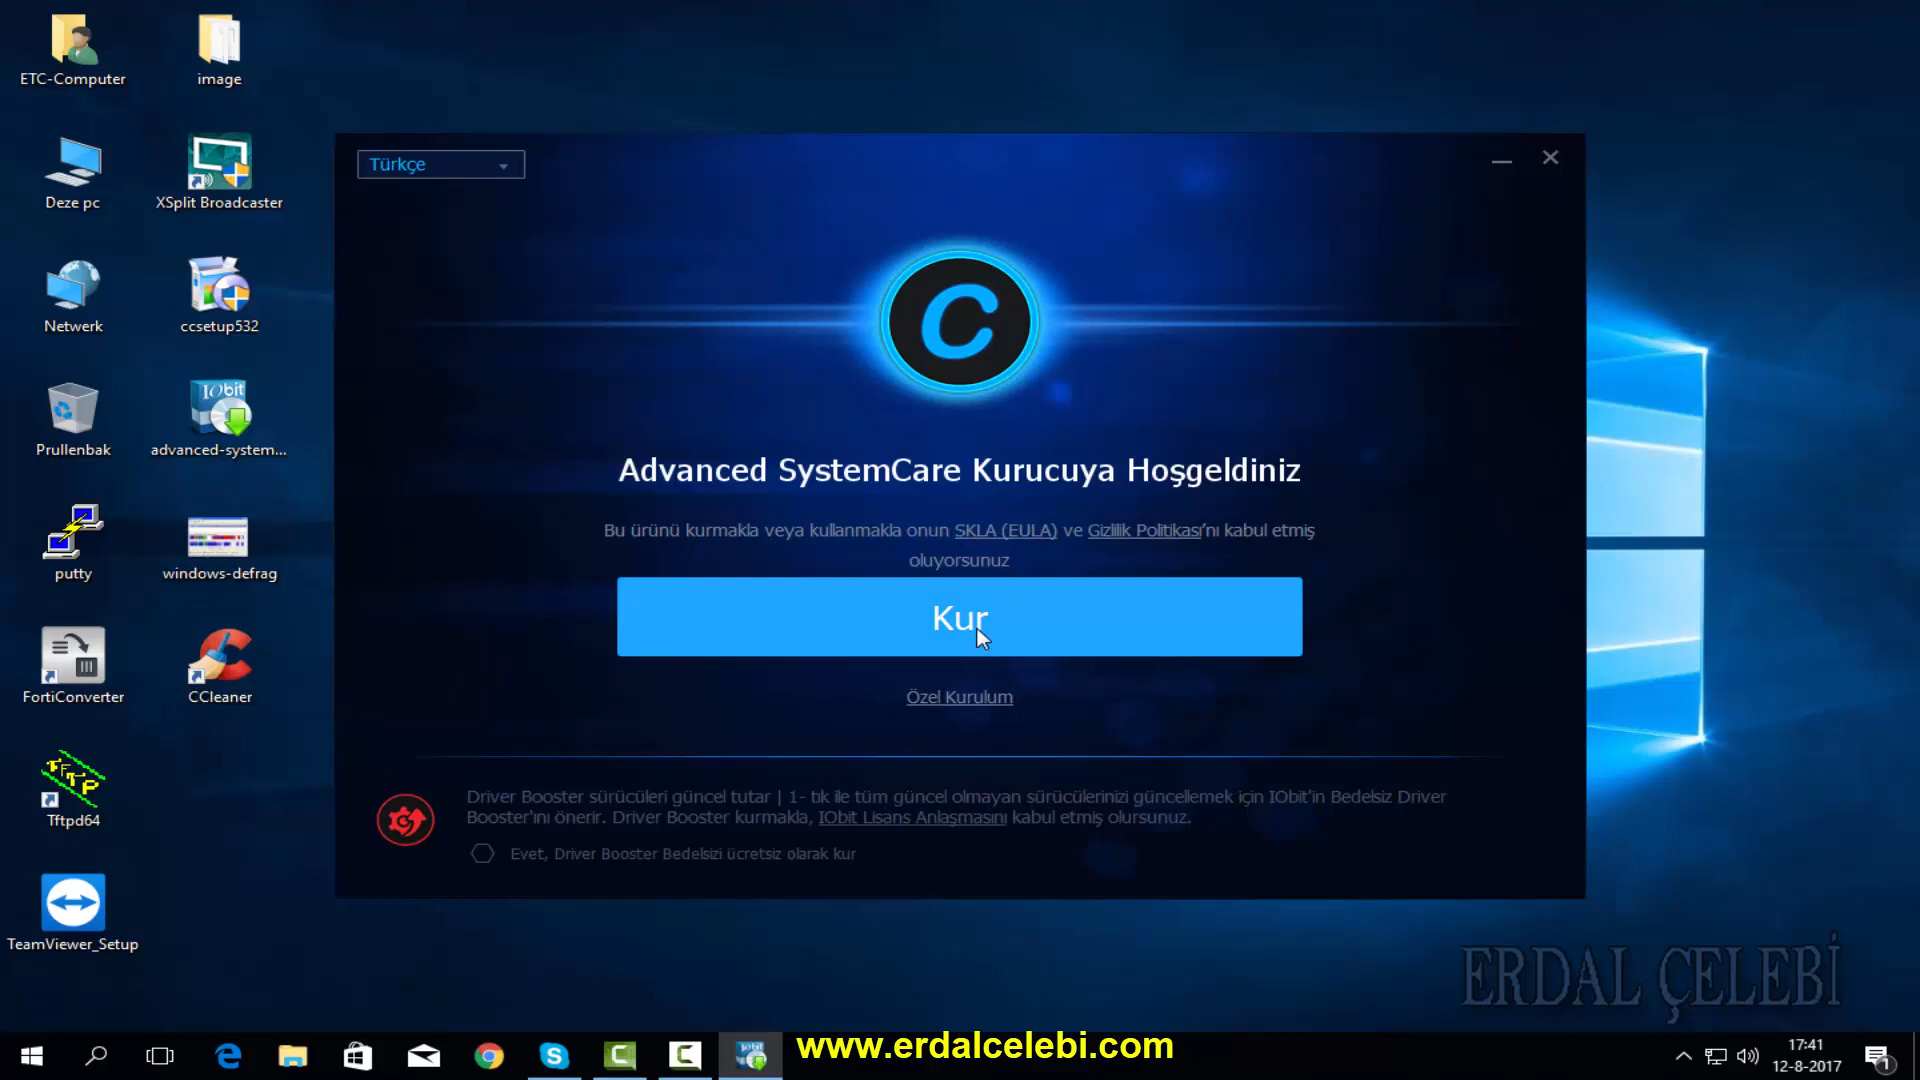 ETC-Computer
image
Deze pc
XSplit Broadcaster
Netwerk
ccsetup532
Prullenbak
IObit
advanced-system...
putty
windows-defrag
FortiConverter
CCleaner
TFTP
Tftpd64
TeamViewer_Setup
Türkçe
C
Advanced SystemCare Kurucuya Hoşgeldiniz
Bu ürünü kurmakla veya kullanmakla onun SKLA (EULA) ve Gizlilik Politikası'nı kabul etmiş
oluyorsunuz
Kur
Özel Kurulum
Driver Booster sürücüleri güncel tutar | 1- tık ile tüm güncel olmayan sürücülerinizi güncellemek için IObit'in Bedelsiz Driver
Booster'ını önerir. Driver Booster kurmakla, IObit Lisans Anlaşmasını kabul etmiş olursunuz.
Evet, Driver Booster Bedelsizi ücretsiz olarak kur
ERDAL ÇELEBİ
www.erdalcelebi.com
17:41
12-8-2017
1